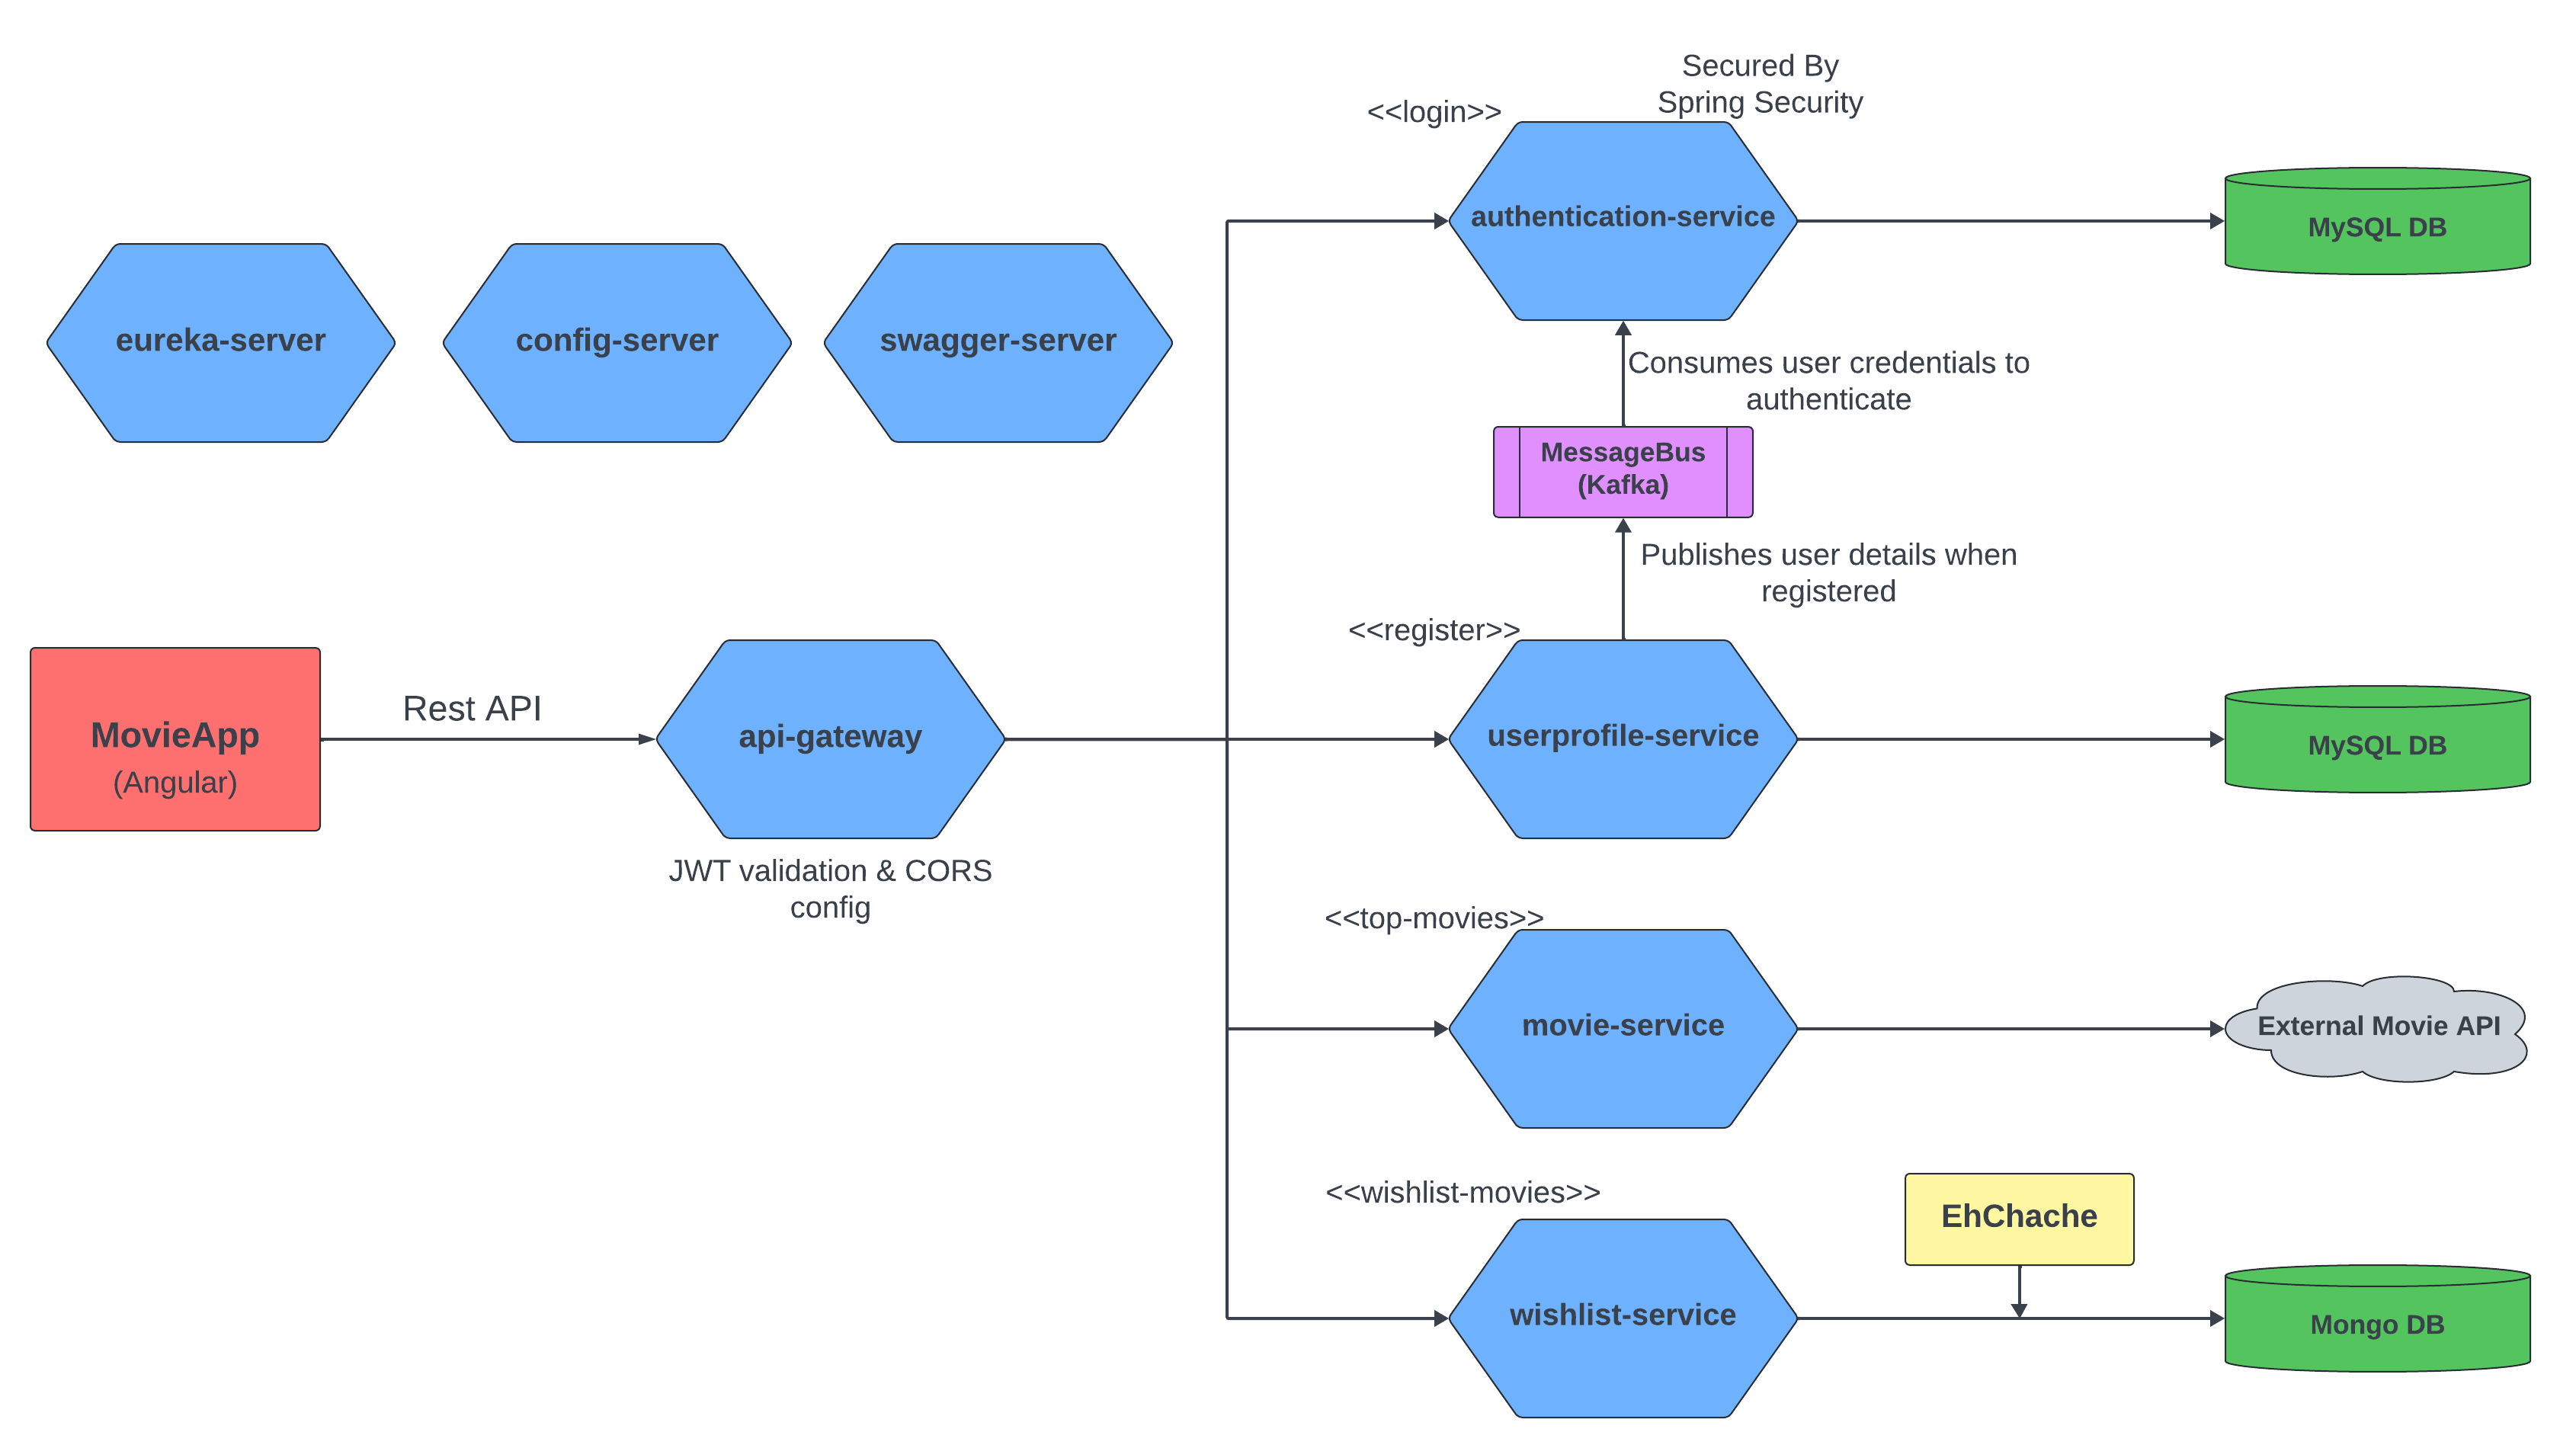 Secured By
Spring Security
<<login>>
authentication-service
MySQL DB
eureka-server
config-server
swagger-server
Consumes user credentials to
authenticate
MessageBus
(Kafka)
Publishes user details when
registered
<<register>>
MovieApp
(Angular)
Rest API
api-gateway
JWT validation & CORS
config
userprofile-service
MySQL DB
<<top-movies>>
movie-service
External Movie API
<<wishlist-movies>>
EhChache
wishlist-service
Mongo DB